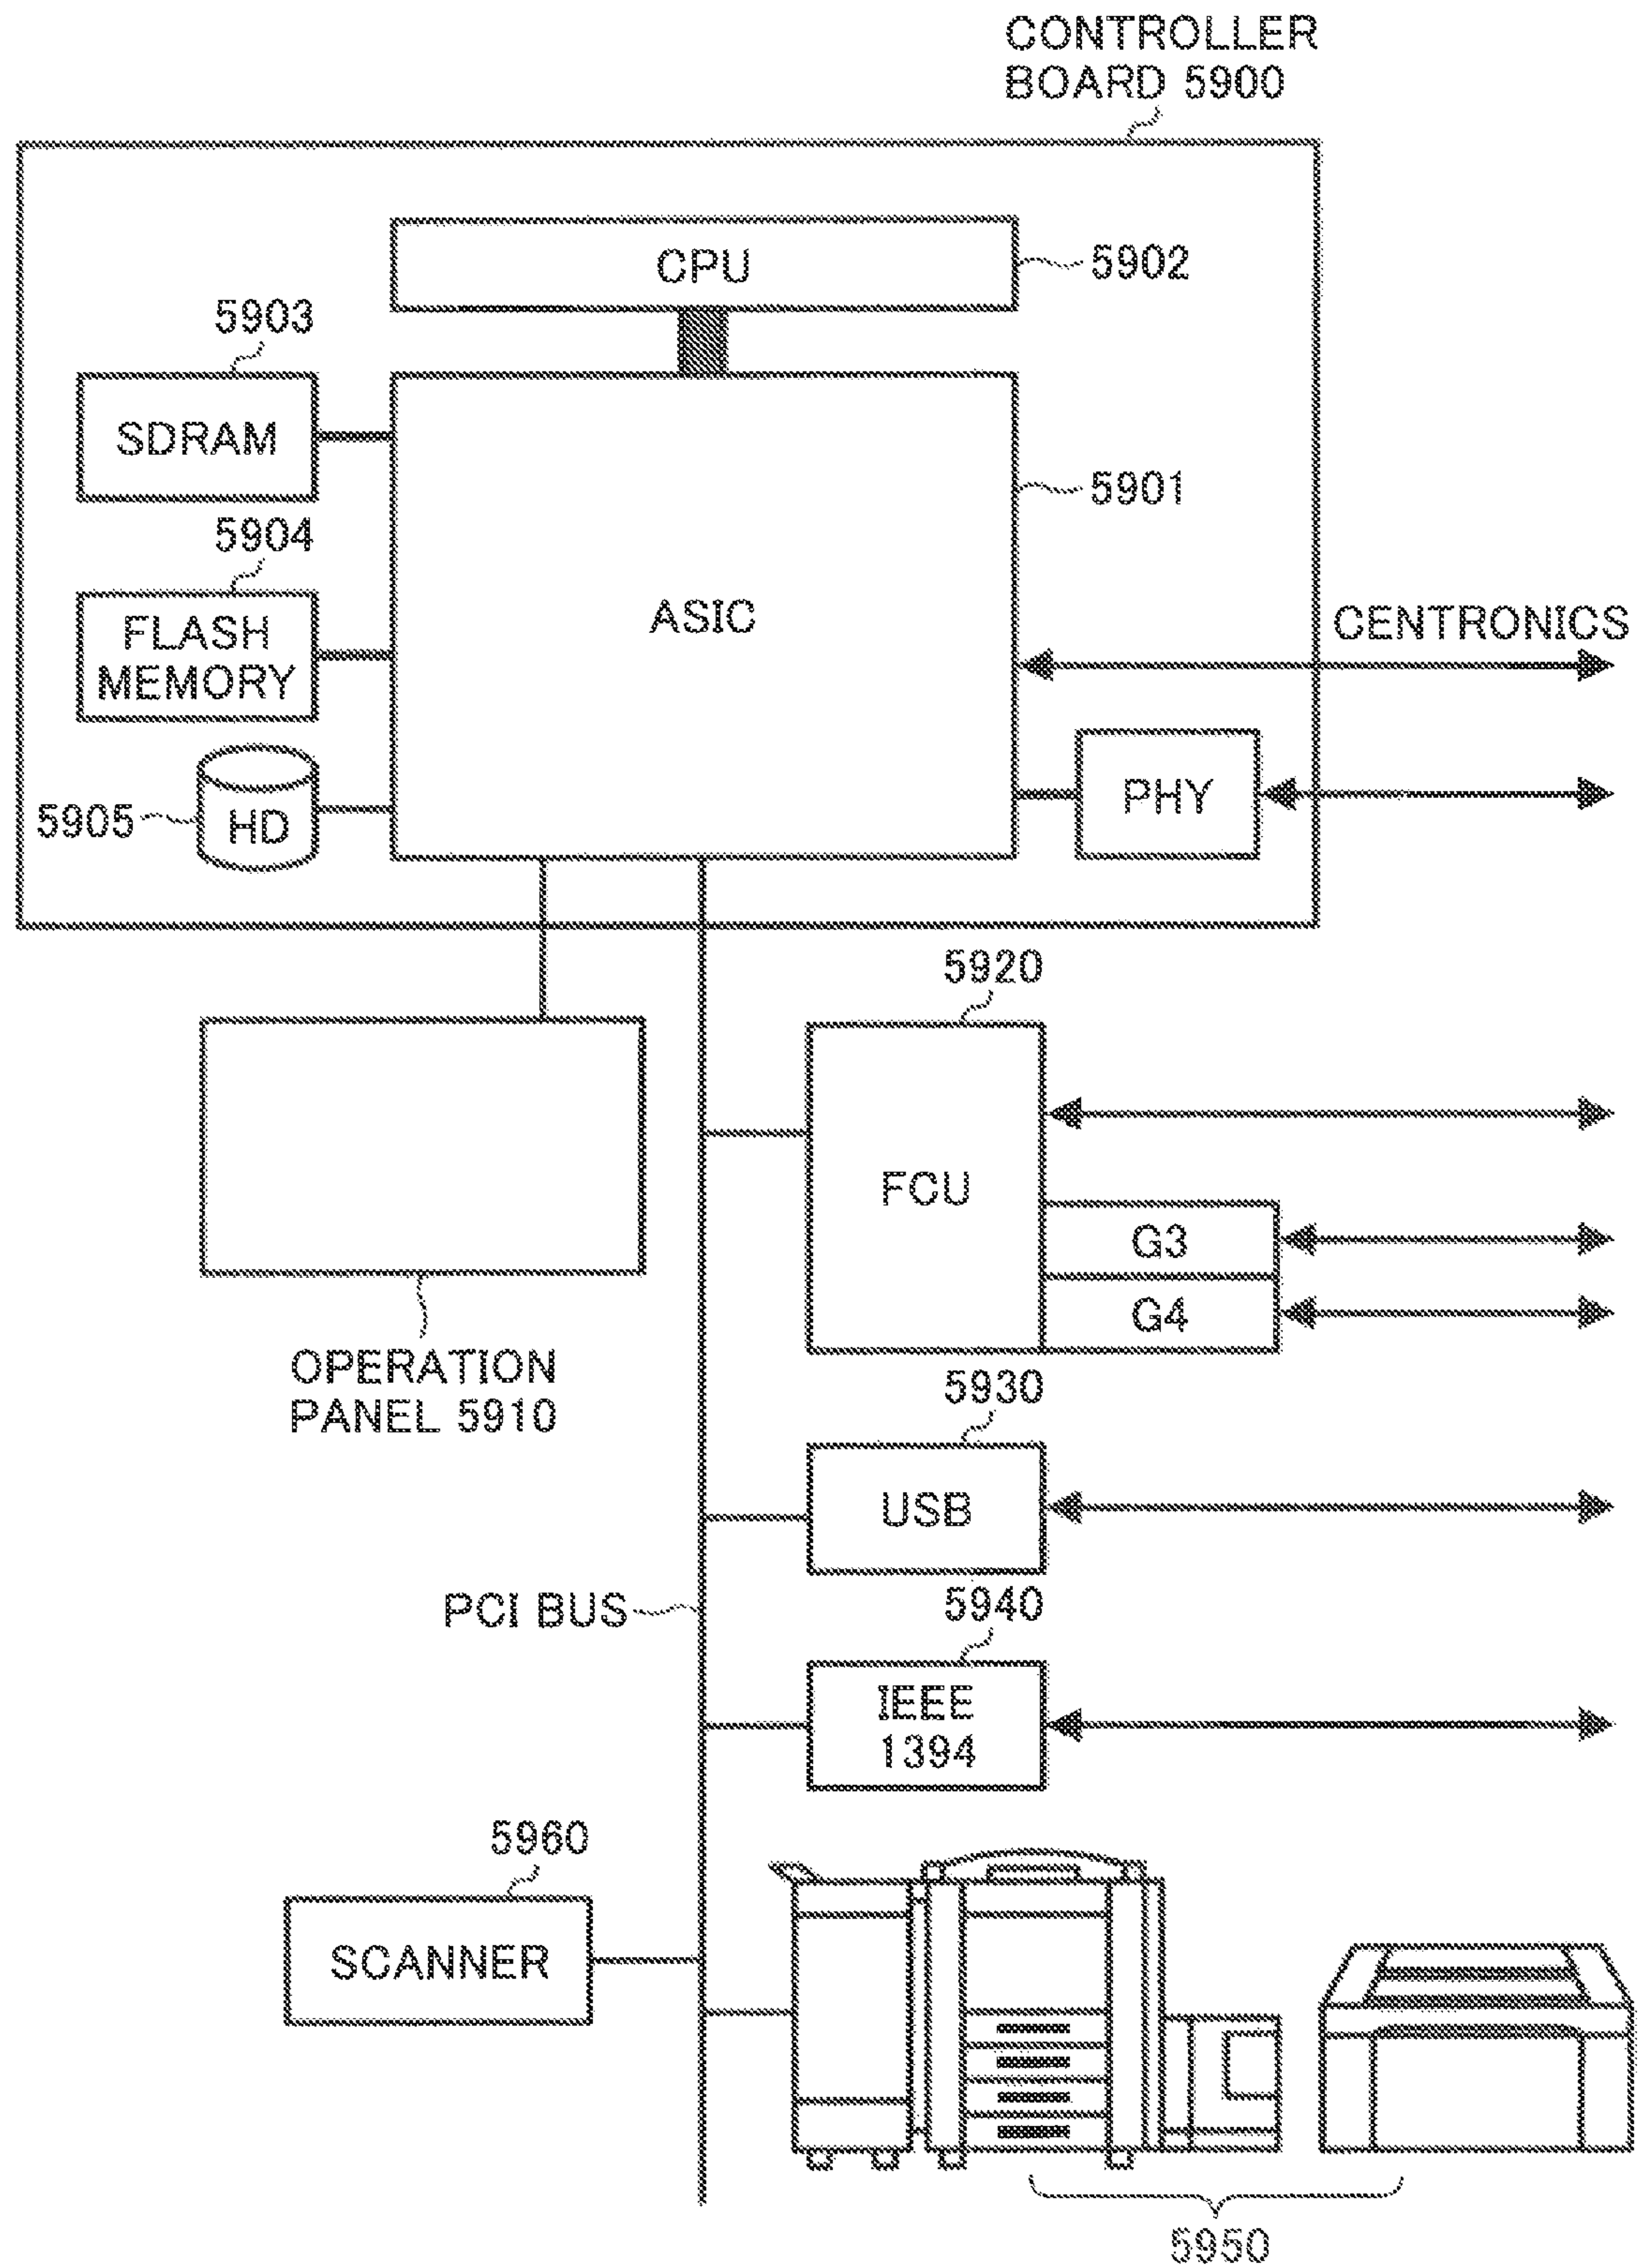 CONTROLLER
BOARD 5900
CPU
5902
5903
SDRAM
5901
5904
FLASH
MEMORY
ASIC
CENTRONICS
PHY
5905
HD
5920
FCU
G3
G4
OPERATION
PANEL 5910
5930
USB
PCI BUS
5940
IEEE
1394
5960
SCANNER
5950